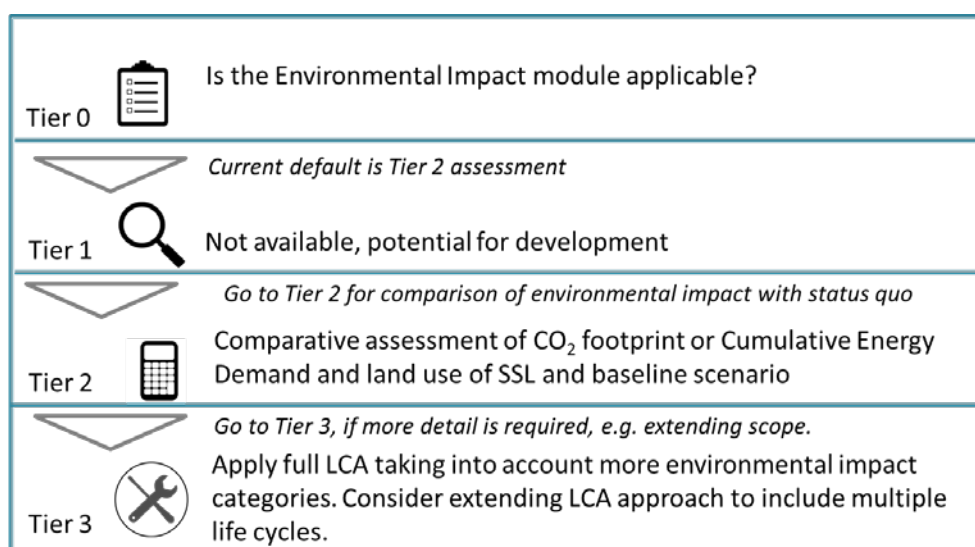 Is the Environmental Impact module applicable?
Tier 0
Current default is Tier 2 assessment
Tier 1
Not available, potential for development
Go to Tier 2 for comparison of environmental impact with status quo
Comparative assessment of CO₂ footprint or Cumulative Energy
Demand and land use of SSL and baseline scenario
Tier 2
Go to Tier 3, if more detail is required, e.g. extending scope.
Apply full LCA taking into account more environmental impact
categories. Consider extending LCA approach to include multiple
life cycles.
Tier 3